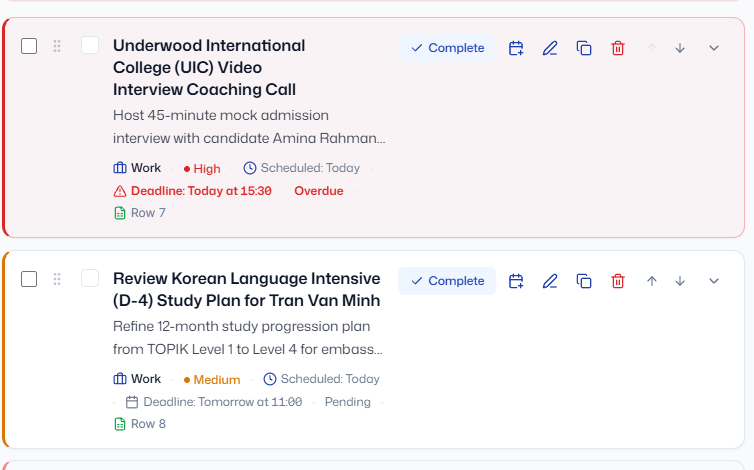 Underwood International
College (UIC) Video
Interview Coaching Call
Complete
Host 45-minute mock admission
interview with candidate Amina Rahman...
Work · High · Scheduled: Today ·
Deadline: Today at 15:30 · Overdue ·
Row 7
Review Korean Language Intensive
(D-4) Study Plan for Tran Van Minh
Complete
Refine 12-month study progression plan
from TOPIK Level 1 to Level 4 for embass...
Work · Medium · Scheduled: Today
· Deadline: Tomorrow at 11:00 · Pending ·
Row 8